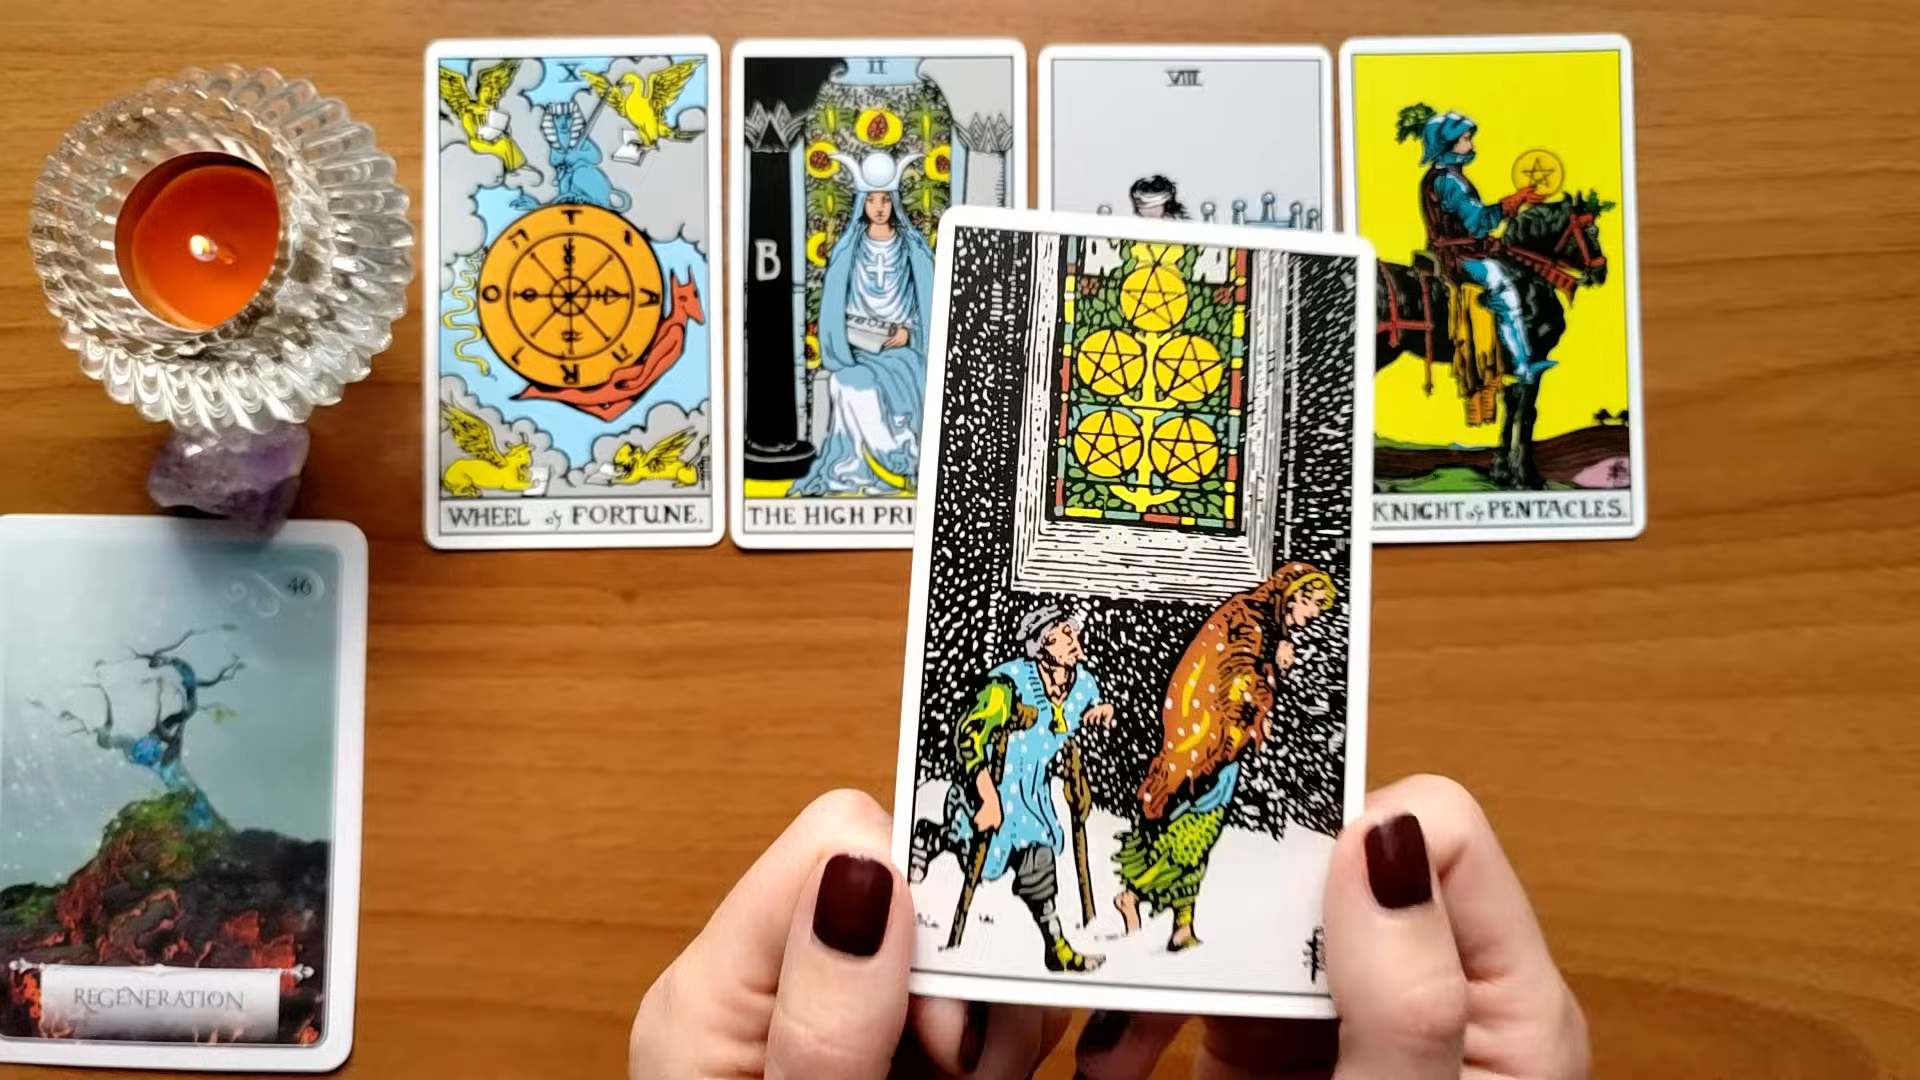 X
WHEEL of FORTUNE.
II
B
THE HIGH PRI
VIII
KNIGHT of PENTACLES.
46
REGENERATION